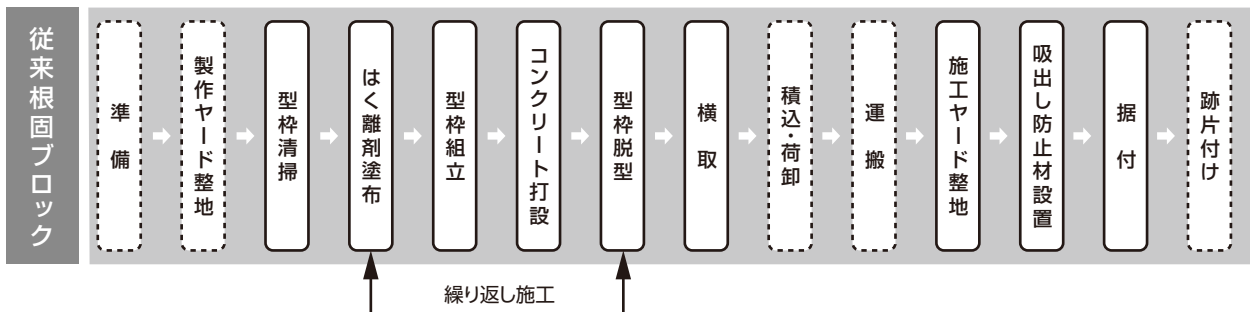 従来根固ブロック
準備
製作ヤード整地
型枠清掃
はく離剤塗布
型枠組立
コンクリート打設
型枠脱型
横取
積込・荷卸
運搬
施工ヤード整地
吸出し防止材設置
据付
跡片付け
繰り返し施工